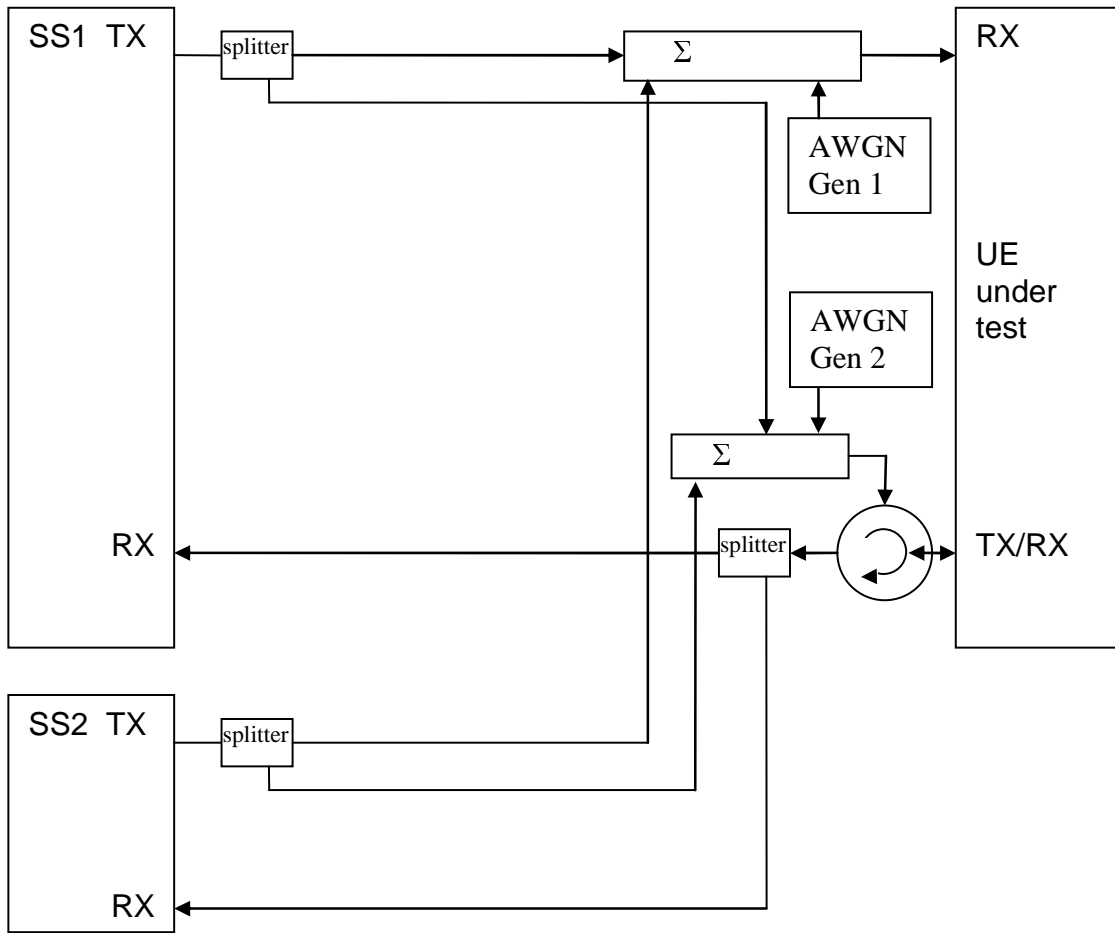 SS1 TX
splitter
Σ
RX
AWGN
Gen 1
UE
under
test
AWGN
Gen 2
Σ
RX
splitter
TX/RX
SS2 TX
splitter
RX